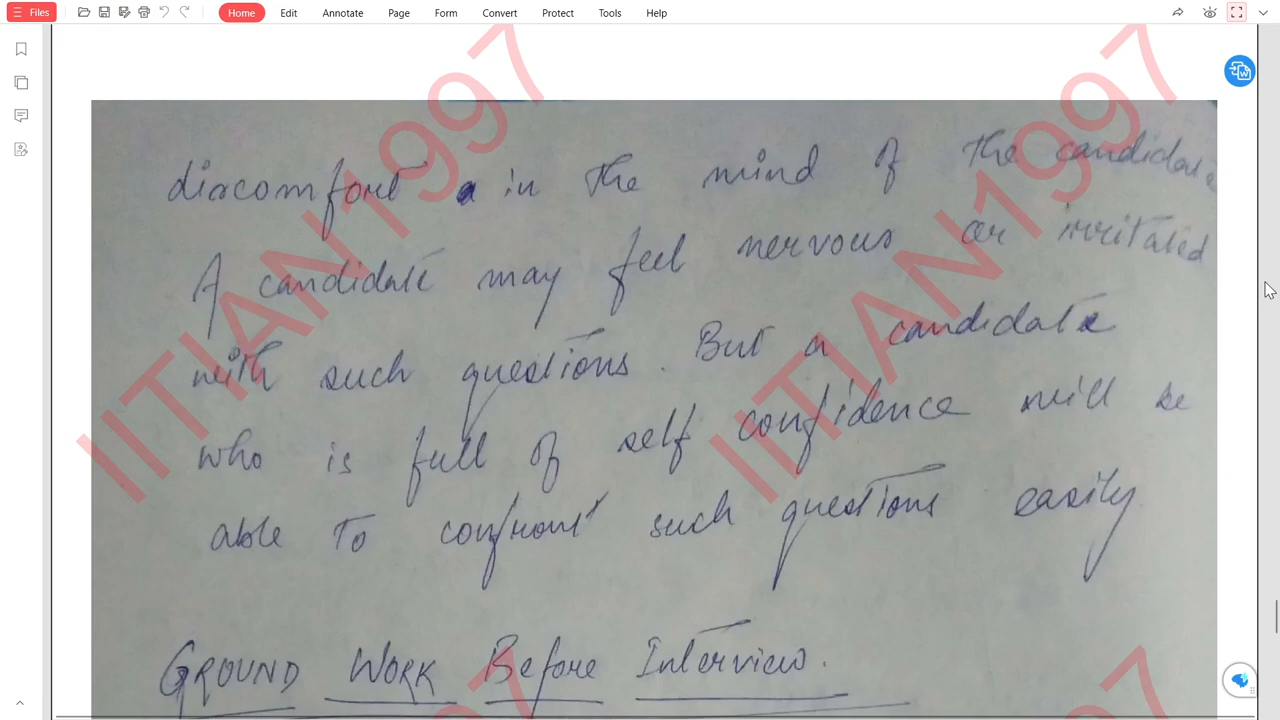 Files
Home Edit Annotate Page Form Convert Protect Tools Help
discomfort in the mind of the candidate
A candidate may feel nervous or irritated
with such questions. But a candidate
who is full of self confidence will be
able to confront such questions easily.
GROUND WORK Before Interview.
IITIAN1997
IITIAN1997